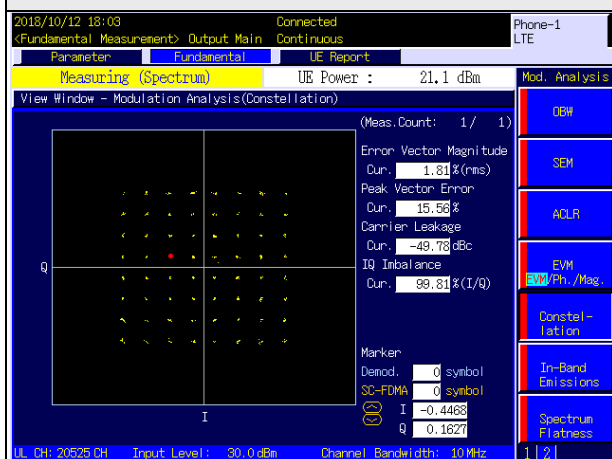 2018/10/12 18:03 Connected Phone-1
<Fundamental Measurement> Output Main Continuous LTE
Parameter Fundamental UE Report
Measuring (Spectrum) UE Power : 21.1 dBm Mod. Analysis
View Window - Modulation Analysis(Constellation)
(Meas.Count: 1/ 1)
Error Vector Magnitude
Cur. 1.81 %(rms)
Peak Vector Error
Cur. 15.56 %
Carrier Leakage
Cur. -49.78 dBc
IQ Imbalance
Cur. 99.81 %(I/Q)
Q
I
Marker
Demod. 0 symbol
SC-FDMA 0 symbol
I -0.4468
Q 0.1627
OBW
SEM
ACLR
EVM
EVM/Ph./Mag.
Constel-
lation
In-Band
Emissions
Spectrum
Flatness
UL CH: 20525 CH Input Level: 30.0 dBm Channel Bandwidth: 10 MHz 1 2